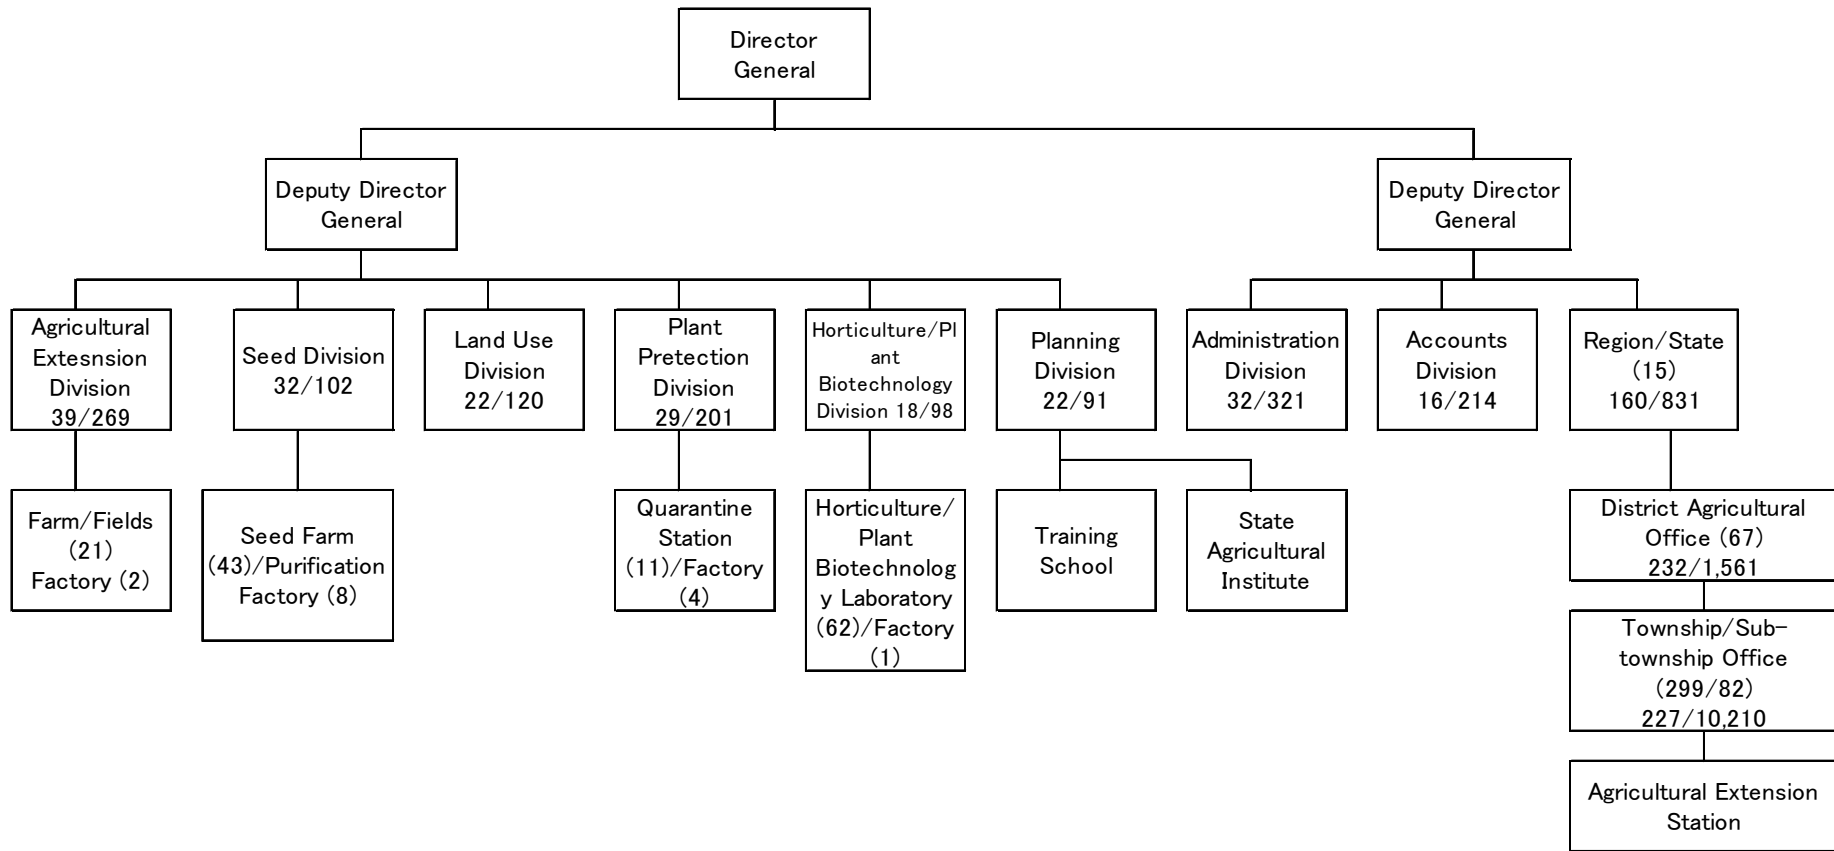 Director
General
Deputy Director
General
Deputy Director
General
Agricultural
Extesnsion
Division
39/269
Seed Division
32/102
Land Use
Division
22/120
Plant
Pretection
Division
29/201
Horticulture/Pl
ant
Biotechnology
Division 18/98
Planning
Division
22/91
Administration
Division
32/321
Accounts
Division
16/214
Region/State
(15)
160/831
Farm/Fields
(21)
Factory (2)
Seed Farm
(43)/Purification
Factory (8)
Quarantine
Station
(11)/Factory
(4)
Horticulture/
Plant
Biotechnolog
y Laboratory
(62)/Factory
(1)
Training
School
State
Agricultural
Institute
District Agricultural
Office (67)
232/1,561
Township/Sub-
township Office
(299/82)
227/10,210
Agricultural Extension
Station